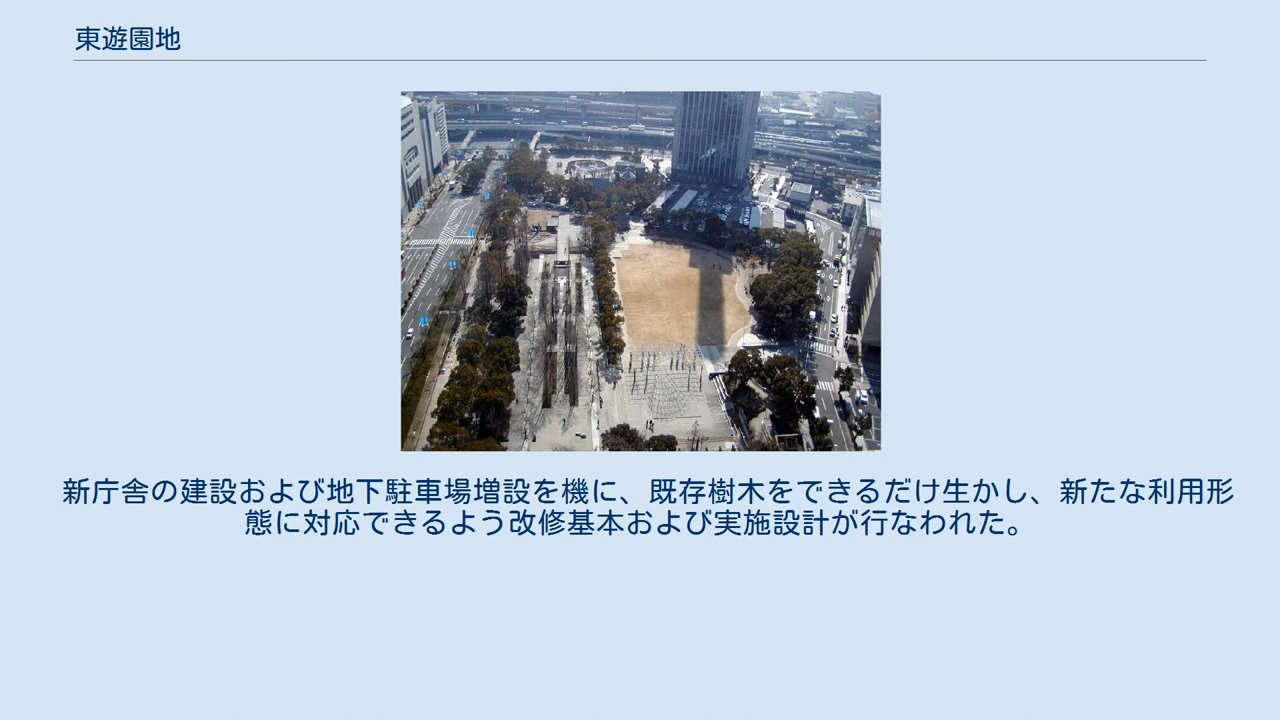 東遊園地
新庁舎の建設および地下駐車場増設を機に、既存樹木をできるだけ生かし、新たな利用形
態に対応できるよう改修基本および実施設計が行なわれた。